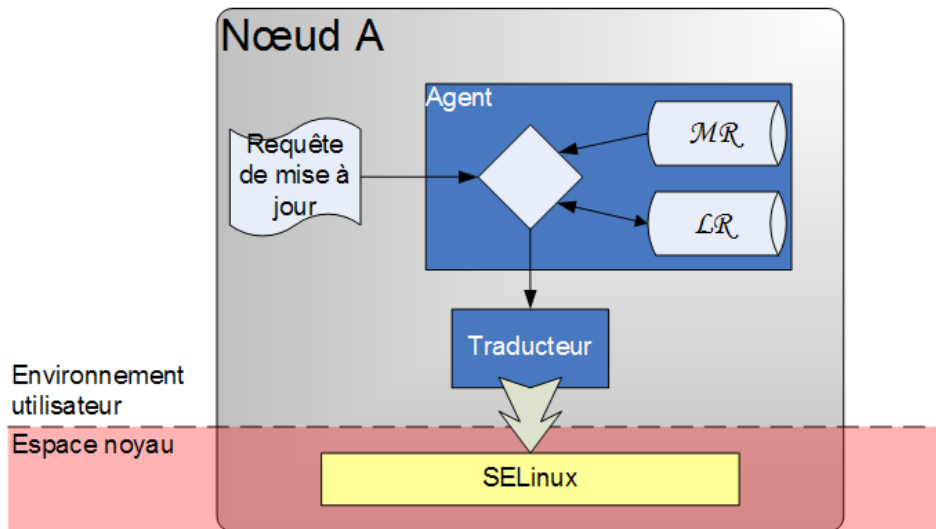 Nœud A
Agent
Requête
de mise à
jour
MR
LR
Traducteur
Environnement
utilisateur
Espace noyau
SELinux